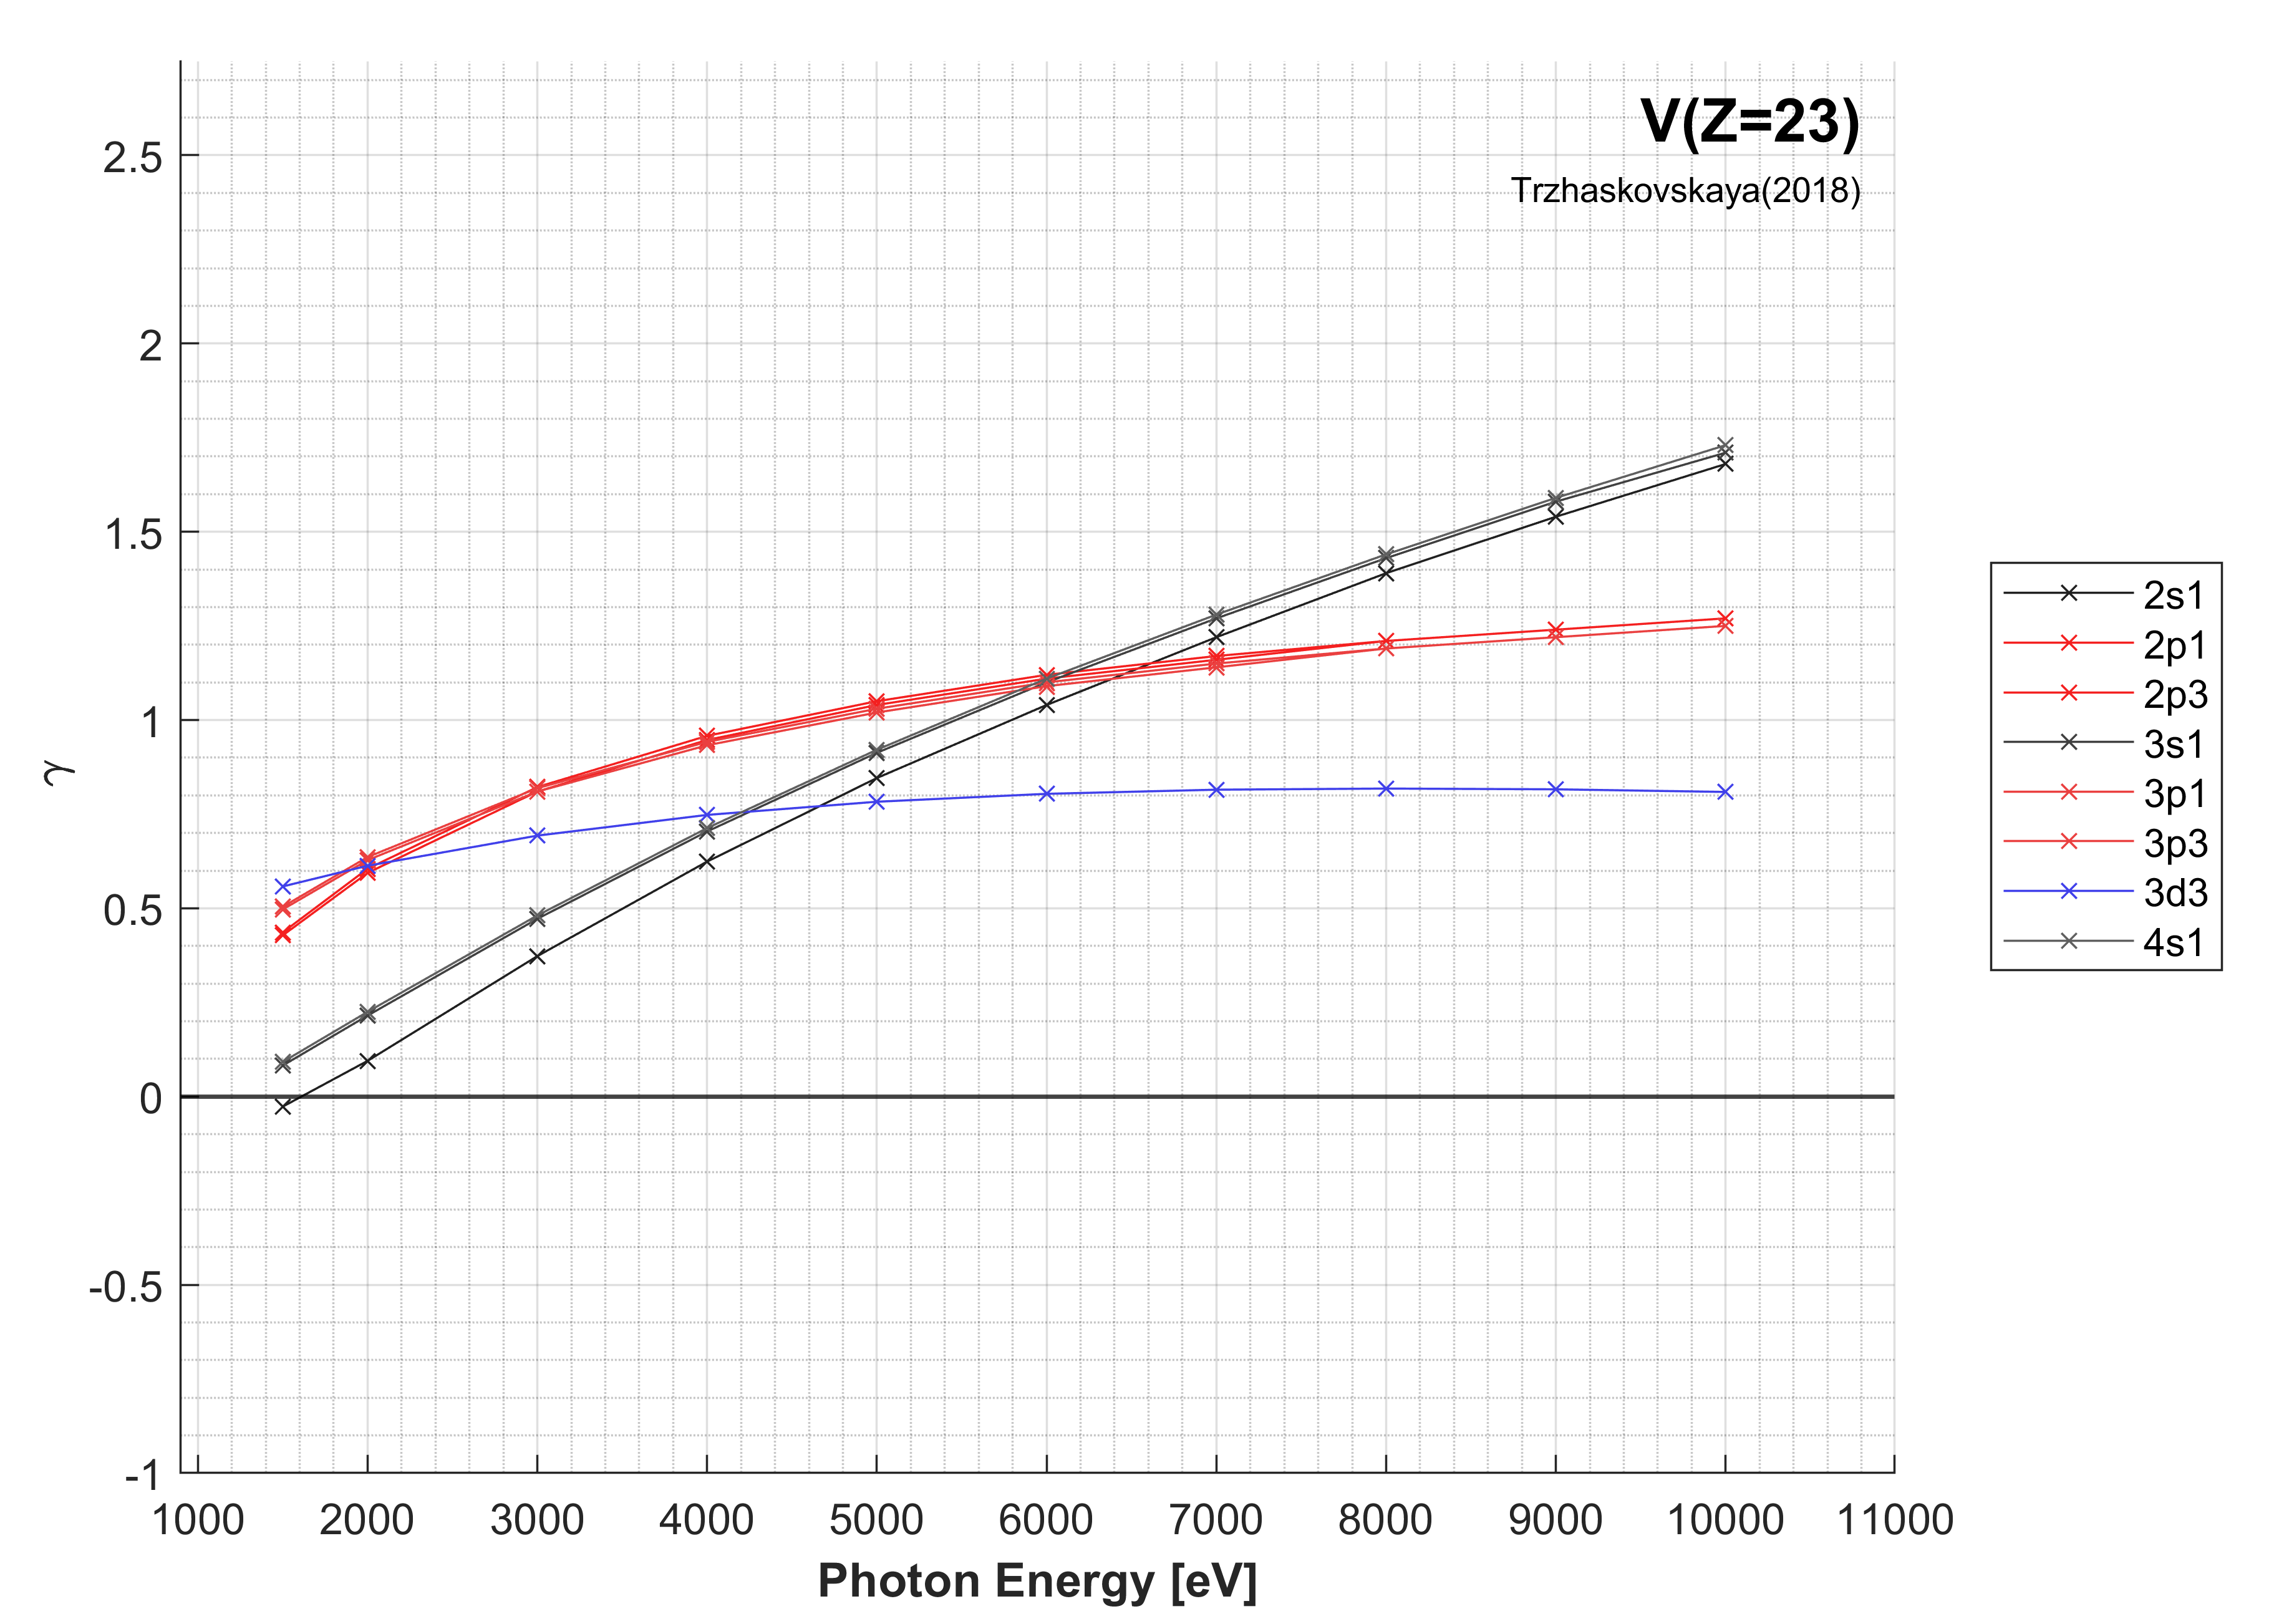 V(Z=23)
Trzhaskovskaya(2018)
2.5
2
1.5
1
0.5
0
-0.5
-1
γ
1000 2000 3000 4000 5000 6000 7000 8000 9000 10000 11000
Photon Energy [eV]
2s1
2p1
2p3
3s1
3p1
3p3
3d3
4s1